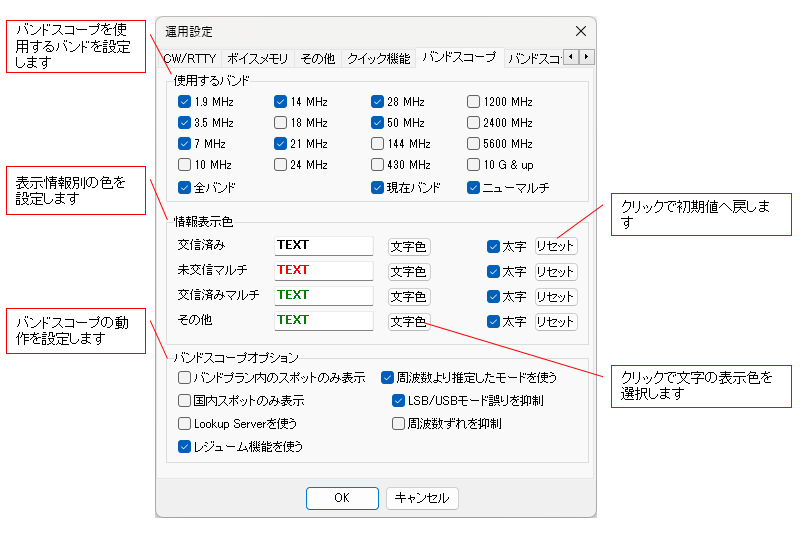 バンドスコープを使
用するバンドを設定
します
運用設定
CW/RTTY ボイスメモリ その他 クイック機能 バンドスコープ バンドスコ
使用するバンド
1.9 MHz 14 MHz 28 MHz 1200 MHz
3.5 MHz 18 MHz 50 MHz 2400 MHz
7 MHz 21 MHz 144 MHz 5600 MHz
10 MHz 24 MHz 430 MHz 10 G & up
全バンド 現在バンド ニューマルチ
表示情報別の色を
設定します
情報表示色
交信済み TEXT 文字色 太字 リセット
未交信マルチ TEXT 文字色 太字 リセット
交信済みマルチ TEXT 文字色 太字 リセット
その他 TEXT 文字色 太字 リセット
クリックで初期値へ戻しま
す
バンドスコープの動
作を設定します
バンドスコープオプション
バンドプラン内のスポットのみ表示 周波数より推定したモードを使う
国内スポットのみ表示 LSB/USBモード誤りを抑制
Lookup Serverを使う 周波数ずれを抑制
レジューム機能を使う
クリックで文字の表示色を
選択します
OK キャンセル